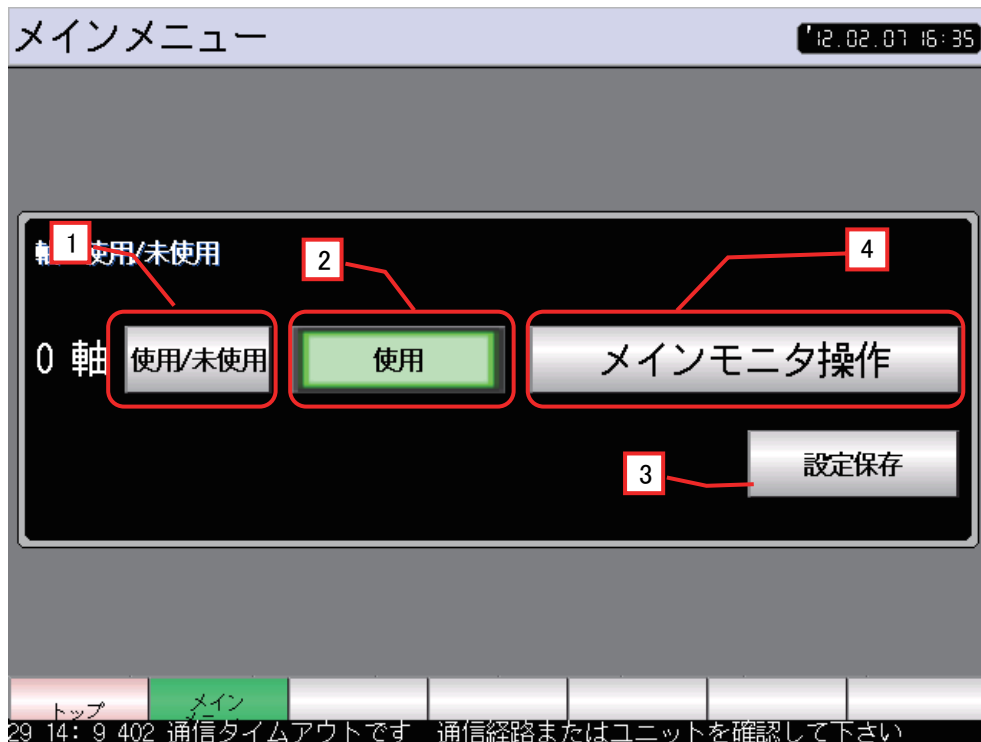 メインメニュー
'12.02.07 16:35
1
使用/未使用
2
4
0 軸
使用/未使用
使用
メインモニタ操作
3
設定保存
トップ
メイン
29 14: 9 402 通信タイムアウトです 通信経路またはユニットを確認して下さい